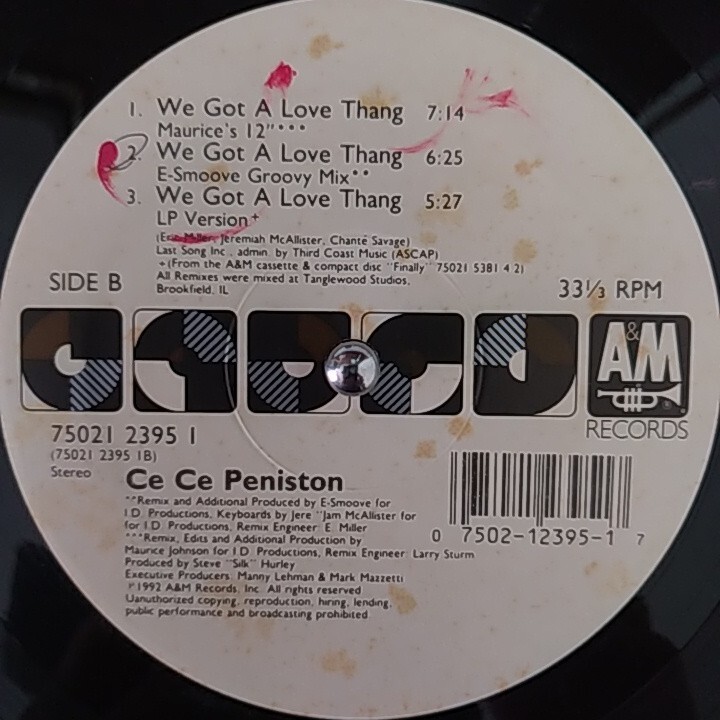 1. We Got A Love Thang 7:14
Maurice's 12"***
2. We Got A Love Thang 6:25
E-Smoove Groovy Mix**
3. We Got A Love Thang 5:27
LP Version+
(Eric Miller, Jeremiah McAllister, Chanté Savage)
Last Song Inc., admin. by Third Coast Music (ASCAP)
+(From the A&M cassette & compact disc "Finally" 75021 5381 4 2)
All Remixes were mixed at Tanglewood Studios,
Brookfield, IL
SIDE B
33⅓ RPM
A&M
RECORDS
75021 2395 1
(75021 2395 1B)
Stereo
Ce Ce Peniston
**Remix and Additional Produced by E-Smoove for
I.D. Productions, Keyboards by Jere "Jam McAllister for
for I.D. Productions, Remix Engineer: E. Miller
***Remix, Edits and Additional Production by
Maurice Johnson for I.D. Productions, Remix Engineer: Larry Sturm
Produced by Steve "Silk" Hurley
Executive Producers: Manny Lehman & Mark Mazzetti
℗1992 A&M Records, Inc. All rights reserved.
Unauthorized copying, reproduction, hiring, lending,
public performance and broadcasting prohibited.
0 7502-12395-1 7